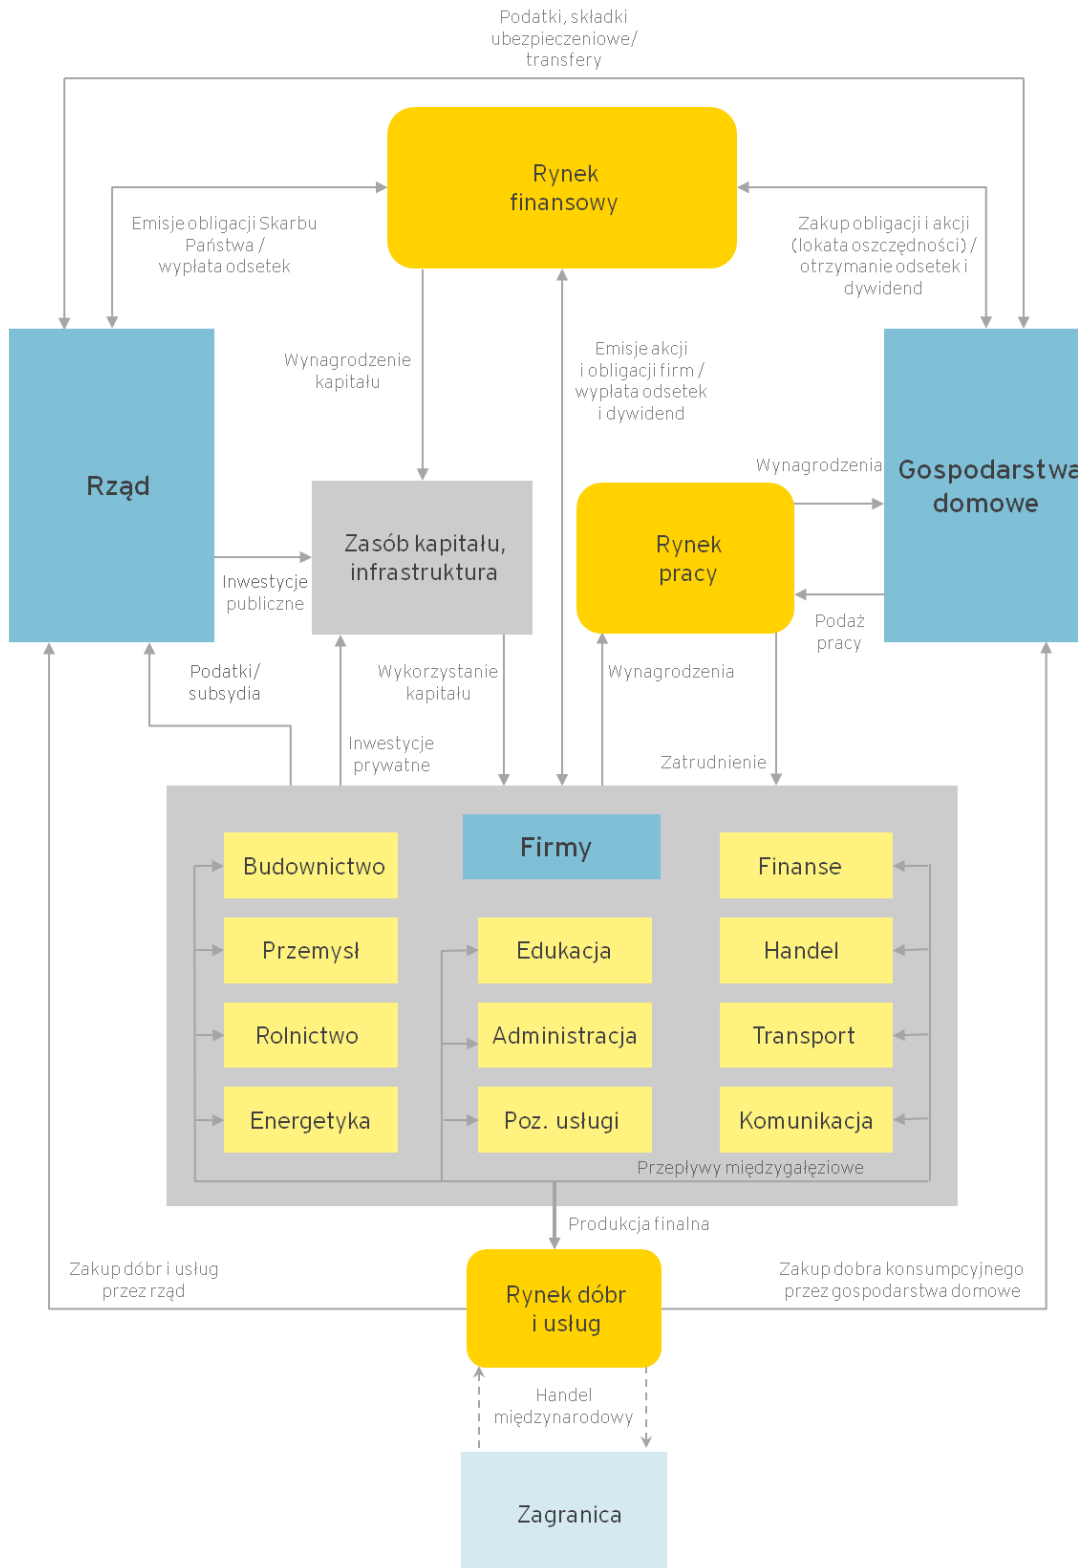 Podatki, składki
ubezpieczeniowe/
transfery
Rynek
finansowy
Emisje obligacji Skarbu
Państwa /
wypłata odsetek
Zakup obligacji i akcji
(lokata oszczędności) /
otrzymanie odsetek i
dywidend
Wynagrodzenie
kapitału
Emisje akcji
i obligacji firm /
wypłata odsetek
i dywidend
Rząd
Gospodarstwa
domowe
Wynagrodzenia
Zasób kapitału,
infrastruktura
Rynek
pracy
Inwestycje
publiczne
Podaż
pracy
Podatki/
subsydia
Wykorzystanie
kapitału
Wynagrodzenia
Inwestycje
prywatne
Zatrudnienie
Firmy
Budownictwo
Finanse
Przemysł
Edukacja
Handel
Rolnictwo
Administracja
Transport
Energetyka
Poz. usługi
Komunikacja
Przepływy międzygałęziowe
Produkcja finalna
Zakup dóbr i usług
przez rząd
Rynek dóbr
i usług
Zakup dobra konsumpcyjnego
przez gospodarstwa domowe
Handel
międzynarodowy
Zagranica